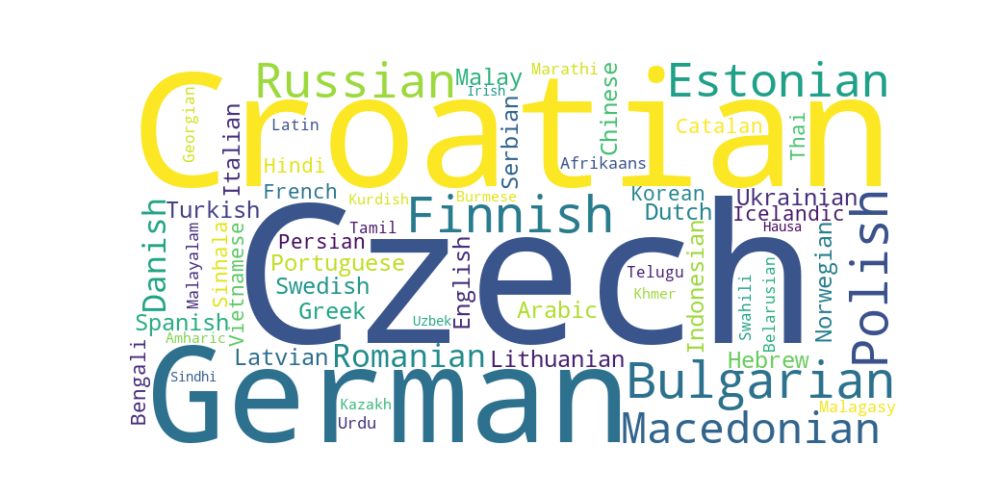 Croatian
Russian
Malay
Irish
Marathi
Chinese
Estonian
Georgian
Italian
Latin
Hindi
Serbian
Afrikaans
Catalan
Thai
French
Kurdish
Burmese
Korean
Dutch
Ukrainian
Icelandic
Hausa
Polish
Danish
Turkish
Malayalam
Sinhala
Vietnamese
Czech
Finnish
Tamil
Persian
Portuguese
Swedish
Greek
English
Uzbek
Arabic
Telugu
Khmer
Indonesian
Swahili
Belarusian
Norwegian
Spanish
Amharic
Bengali
Sindhi
Latvian
Romanian
Lithuanian
Hebrew
German
Kazakh
Urdu
Bulgarian
Malagasy
Macedonian